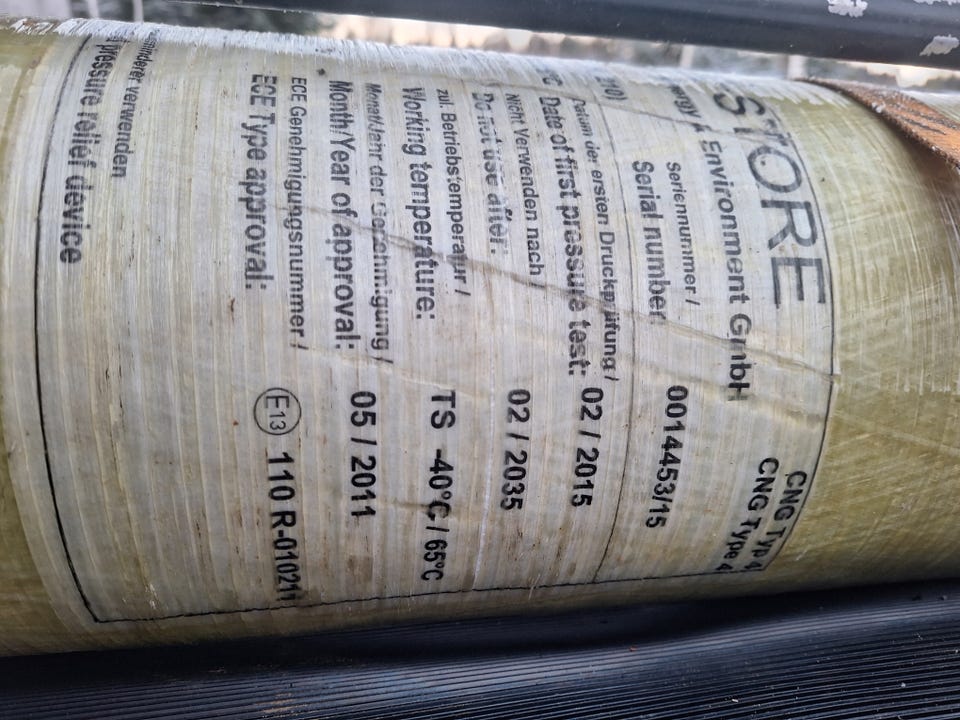 STORE
CNG Typ 4
CNG Type 4
Environment GmbH
Seriennummer /
Serial number 0014453/15
Datum der ersten Druckprüfung /
Date of first pressure test: 02 / 2015
Nicht Verwenden nach /
Do not use after: 02 / 2035
zul. Betriebstemperatur /
Working temperature: TS -40°C / 65°C
Monat/Jahr der Genehmigung /
Month/Year of approval: 05 / 2011
ECE Genehmigungsnummer /
ECE Type approval: E13 110 R-010211
verwenden
pressure relief device